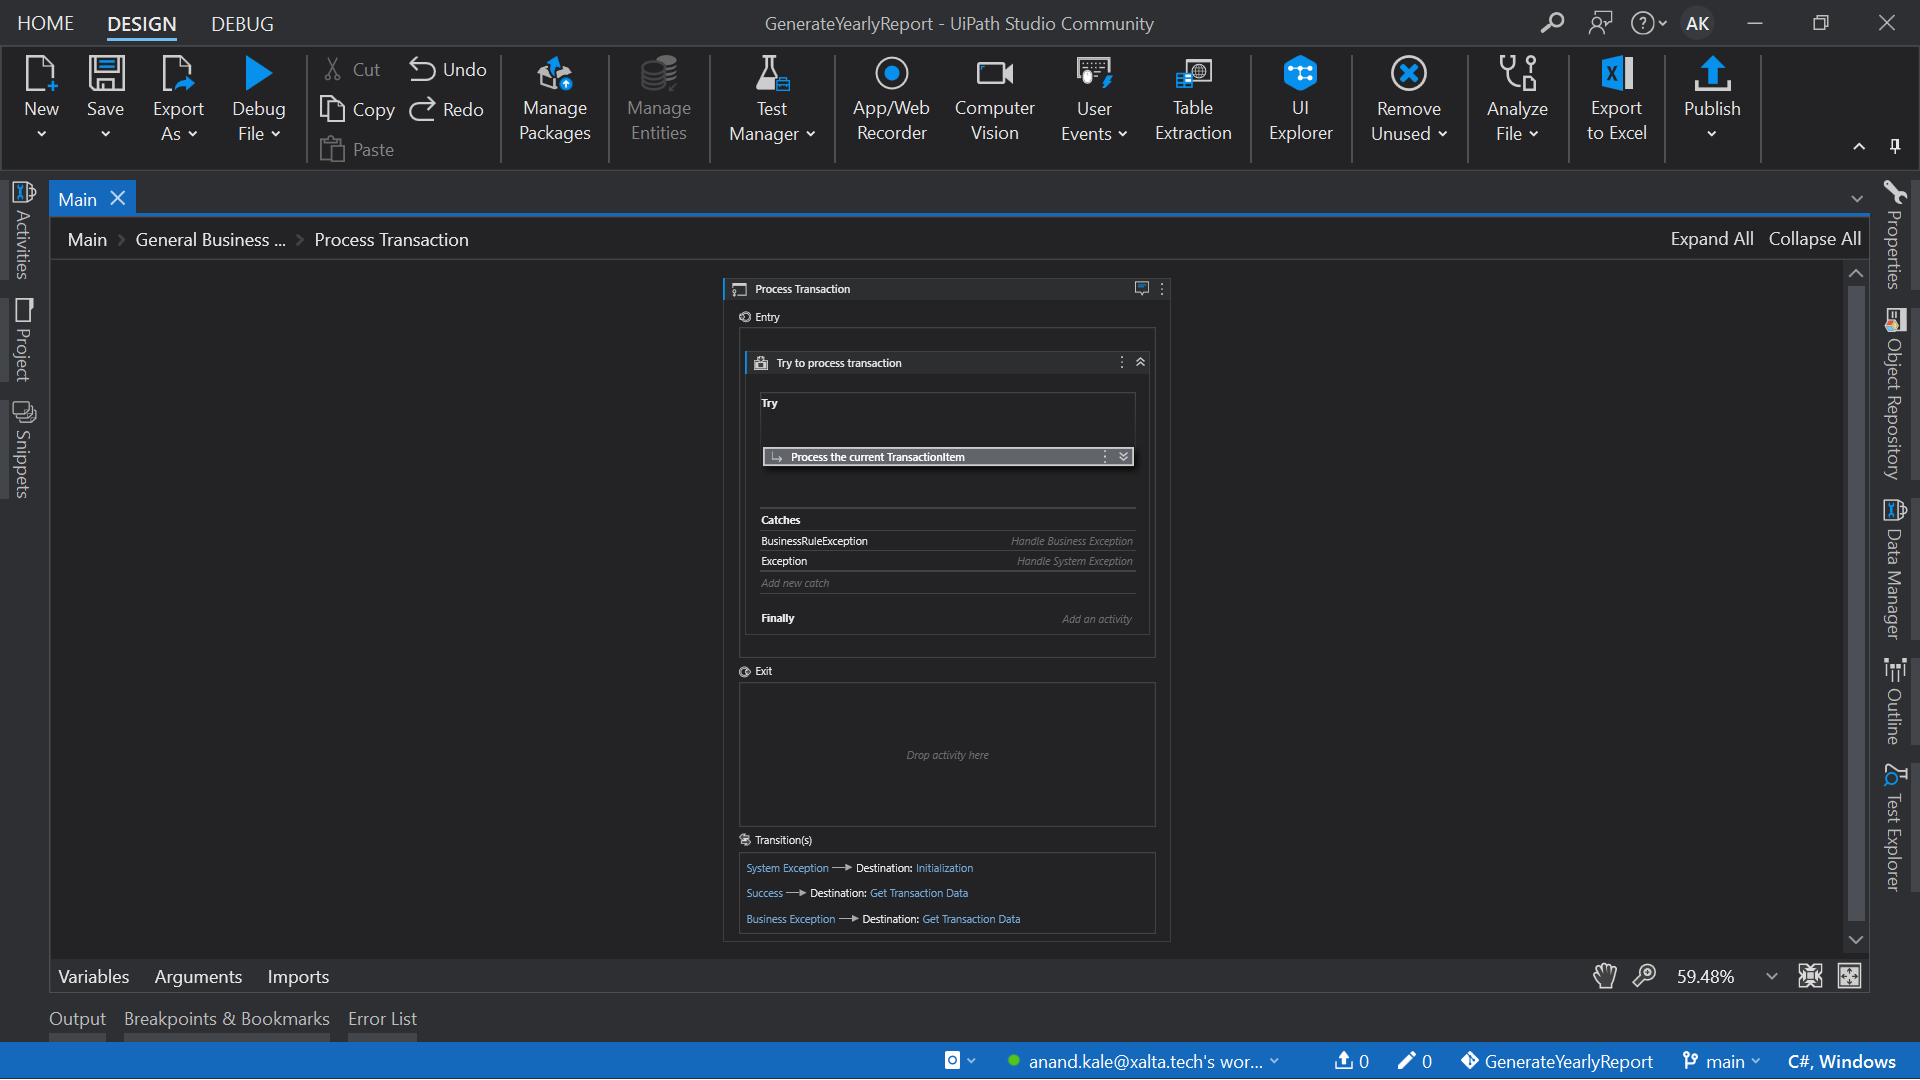 HOME DESIGN DEBUG
GenerateYearlyReport - UiPath Studio Community
AK
New
Save
Export As
Debug File
Cut
Copy
Paste
Undo
Redo
Manage Packages
Manage Entities
Test Manager
App/Web Recorder
Computer Vision
User Events
Table Extraction
UI Explorer
Remove Unused
Analyze File
Export to Excel
Publish
Activities
Project
Snippets
Main
Main General Business ... Process Transaction
Expand All Collapse All
Process Transaction
Entry
Try to process transaction
Try
Process the current TransactionItem
Catches
BusinessRuleException Handle Business Exception
Exception Handle System Exception
Add new catch
Finally Add an activity
Exit
Drop activity here
Transition(s)
System Exception Destination: Initialization
Success Destination: Get Transaction Data
Business Exception Destination: Get Transaction Data
Properties
Object Repository
Data Manager
Outline
Test Explorer
Variables Arguments Imports
59.48%
Output Breakpoints & Bookmarks Error List
anand.kale@xalta.tech's wor... 0 0 GenerateYearlyReport main C#, Windows